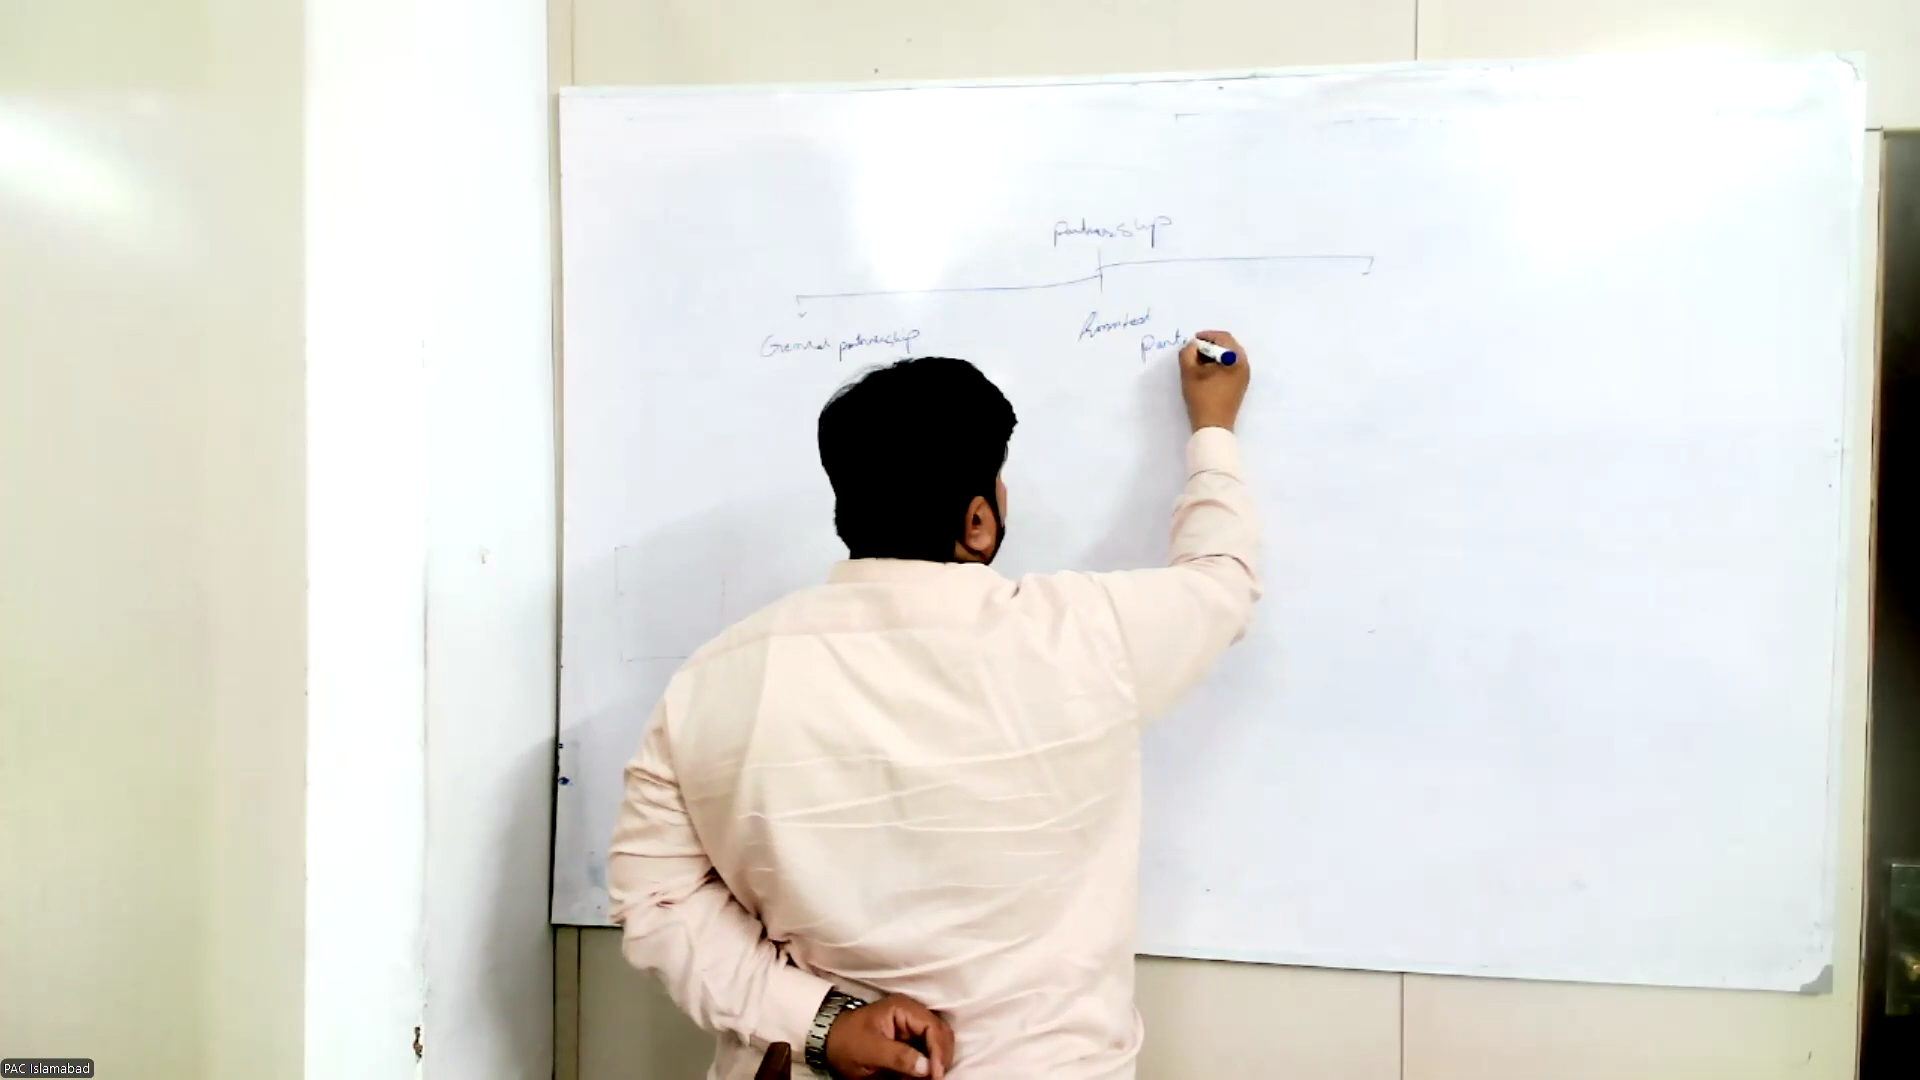 Partnership
General partnership
Limited
Part
PAC Islamabad